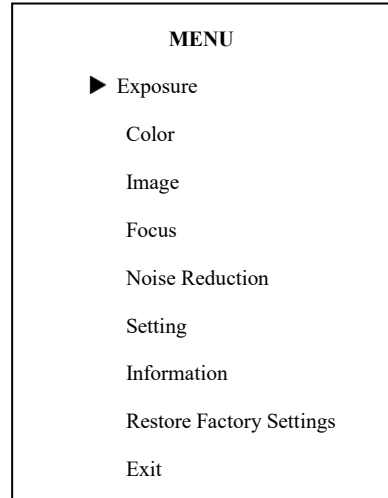 MENU
▶ Exposure
Color
Image
Focus
Noise Reduction
Setting
Information
Restore Factory Settings
Exit